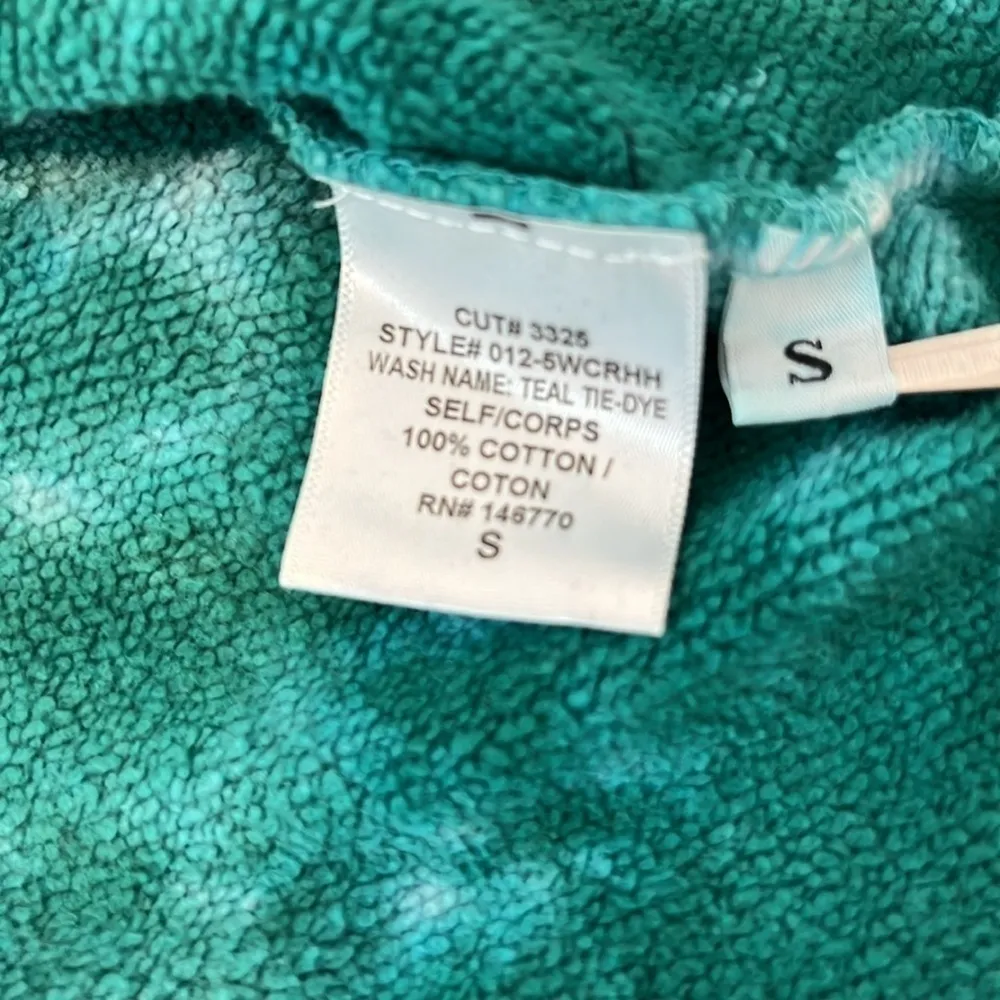 CUT# 3325
STYLE# 012-5WCRHH
WASH NAME: TEAL TIE-DYE
SELF/CORPS
100% COTTON /
COTON
RN# 146770
S
S